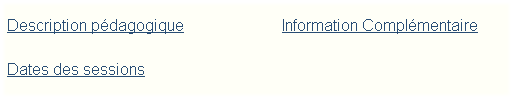 Description pédagogique Information Complémentaire
Dates des sessions